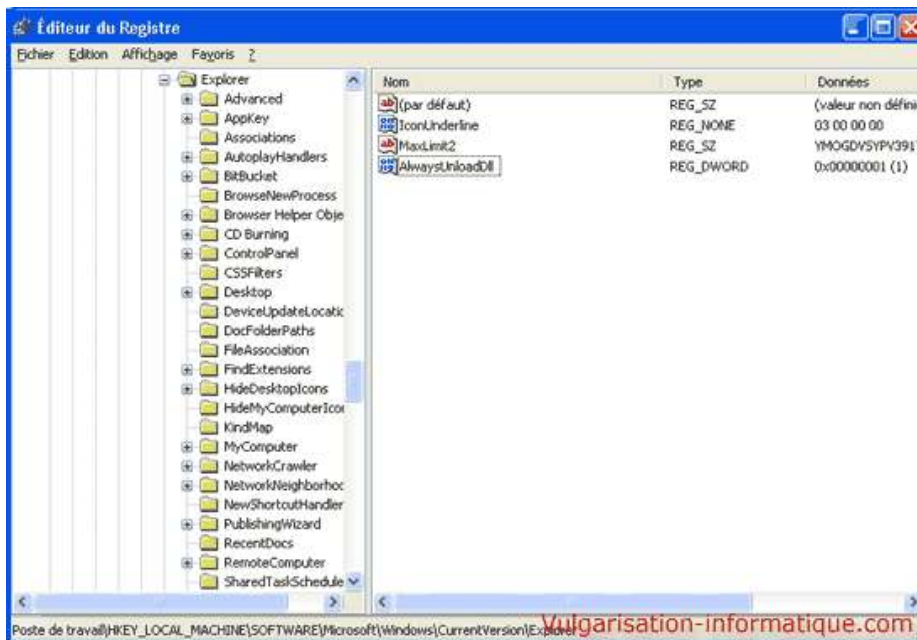 Éditeur du Registre
Fichier Edition Affichage Favoris ?
Explorer
Advanced
AppKey
Associations
AutoplayHandlers
BitBucket
BrowseNewProcess
Browser Helper Obje
CD Burning
ControlPanel
CSSFilters
Desktop
DeviceUpdateLocatic
DocFolderPaths
FileAssociation
FindExtensions
HideDesktopIcons
HideMyComputerIcon
KindMap
MyComputer
NetworkCrawler
NetworkNeighborhoc
NewShortcutHandler
PublishingWizard
RecentDocs
RemoteComputer
SharedTaskSchedule
Nom Type Données
(par défaut) REG_SZ (valeur non défini
IconUnderline REG_NONE 03 00 00 00
MaxLimit2 REG_SZ YMOGDVSYPV391
AlwaysUnloadDll REG_DWORD 0x00000001 (1)
Poste de travail\HKEY_LOCAL_MACHINE\SOFTWARE\Microsoft\Windows\CurrentVersion\Explorer
Vulgarisation-informatique.com